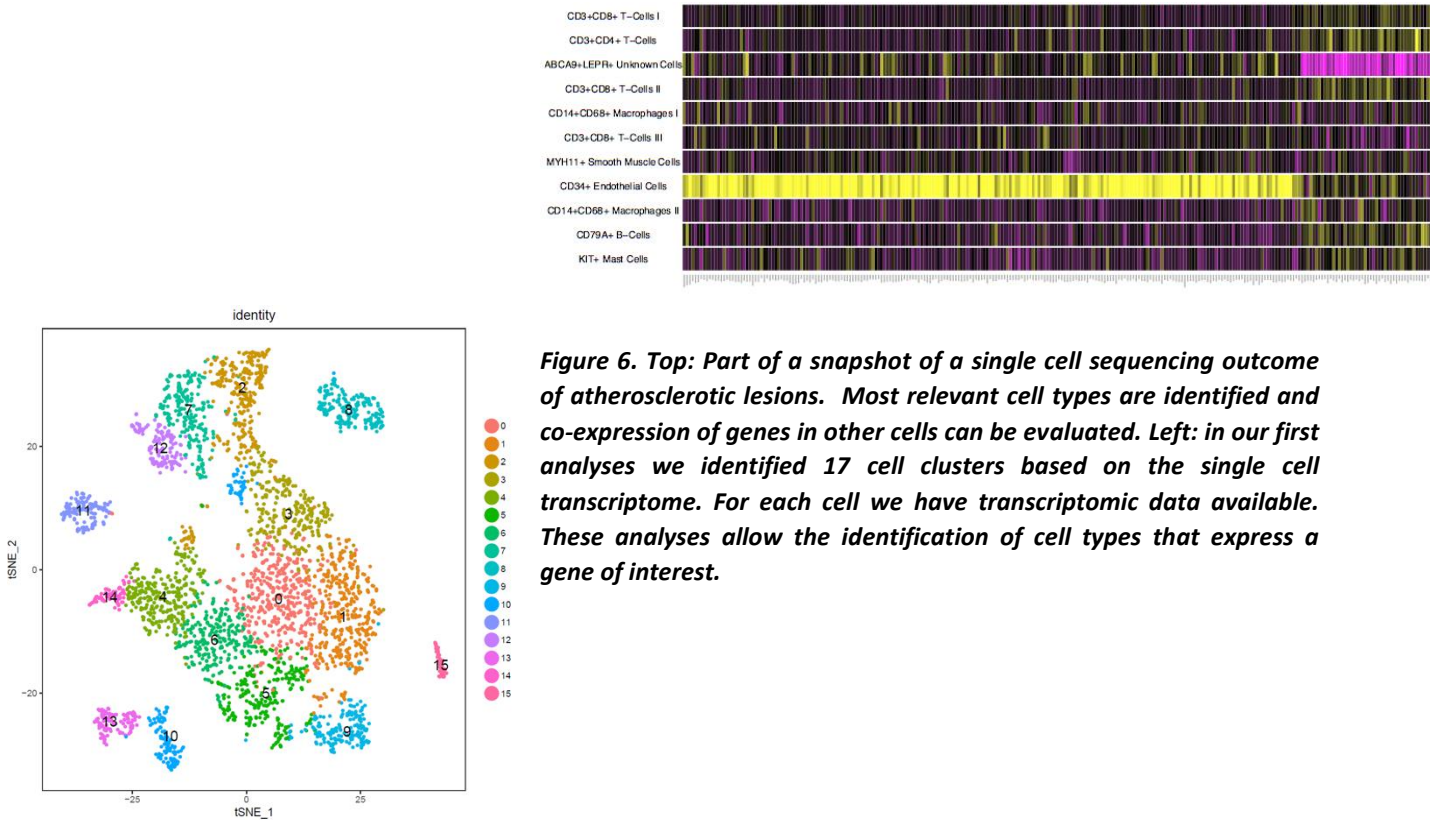 CD3+CD8+ T-Cells I
CD3+CD4+ T-Cells
ABCA9+LEPR+ Unknown Cells
CD3+CD8+ T-Cells II
CD14+CD68+ Macrophages I
CD3+CD8+ T-Cells III
MYH11+ Smooth Muscle Cells
CD34+ Endothelial Cells
CD14+CD68+ Macrophages II
CD79A+ B-Cells
KIT+ Mast Cells
identity
tSNE_2
20
0
-20
-25
0
25
tSNE_1
2
7
8
12
11
3
14
4
0
1
6
5
15
13
10
9
0
1
2
3
4
5
6
7
8
9
10
11
12
13
14
15
Figure 6. Top: Part of a snapshot of a single cell sequencing outcome
of atherosclerotic lesions. Most relevant cell types are identified and
co-expression of genes in other cells can be evaluated. Left: in our first
analyses we identified 17 cell clusters based on the single cell
transcriptome. For each cell we have transcriptomic data available.
These analyses allow the identification of cell types that express a
gene of interest.